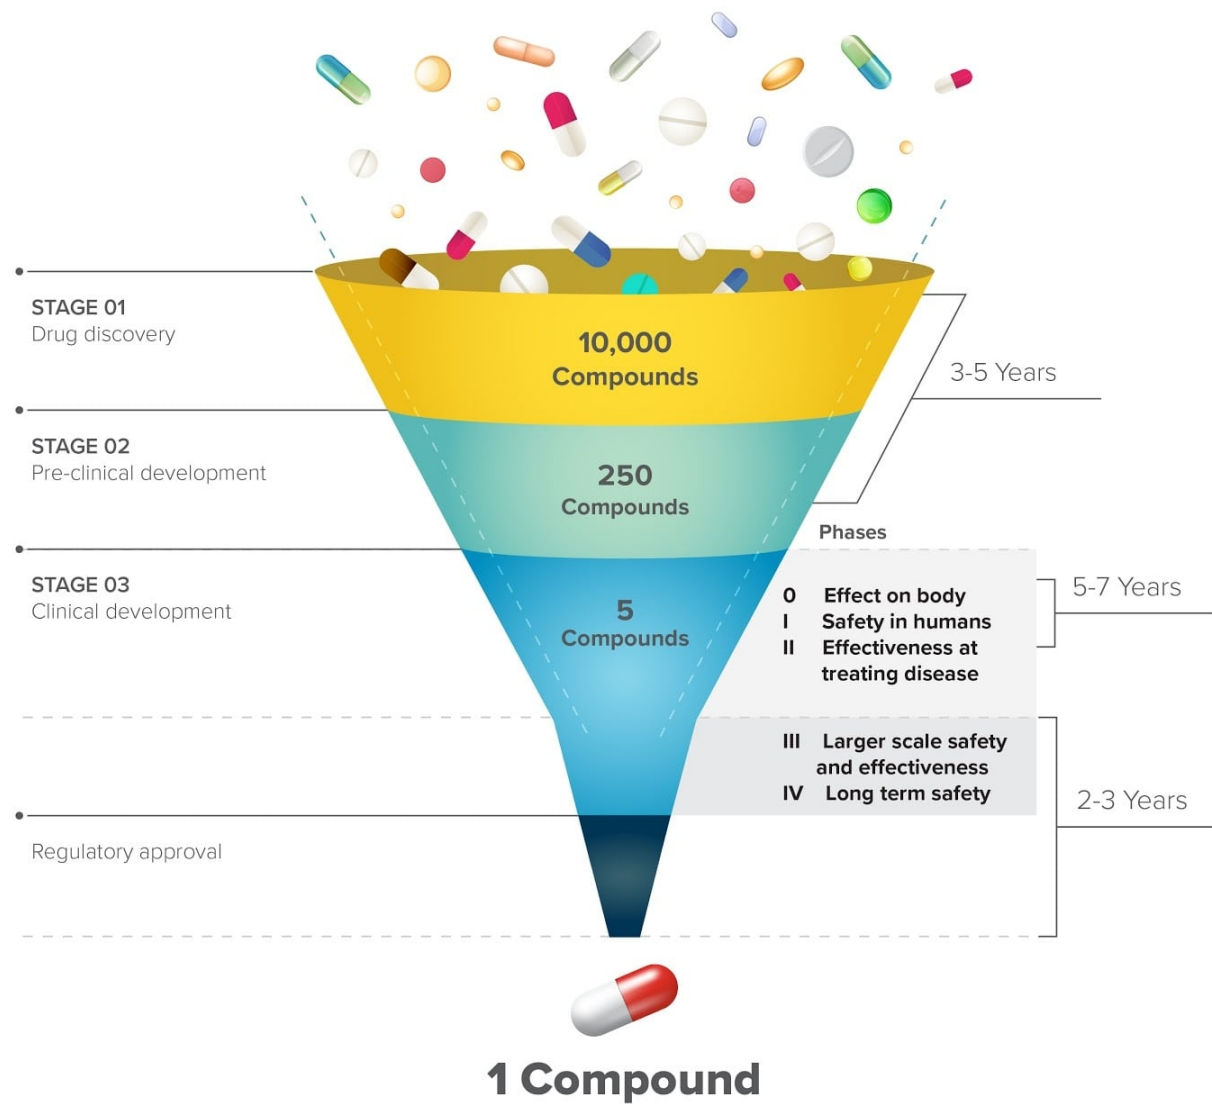 STAGE 01
Drug discovery
10,000
Compounds
3-5 Years
STAGE 02
Pre-clinical development
250
Compounds
Phases
STAGE 03
Clinical development
5
Compounds
0 Effect on body
I Safety in humans
II Effectiveness at
treating disease
5-7 Years
III Larger scale safety
and effectiveness
IV Long term safety
2-3 Years
Regulatory approval
1 Compound